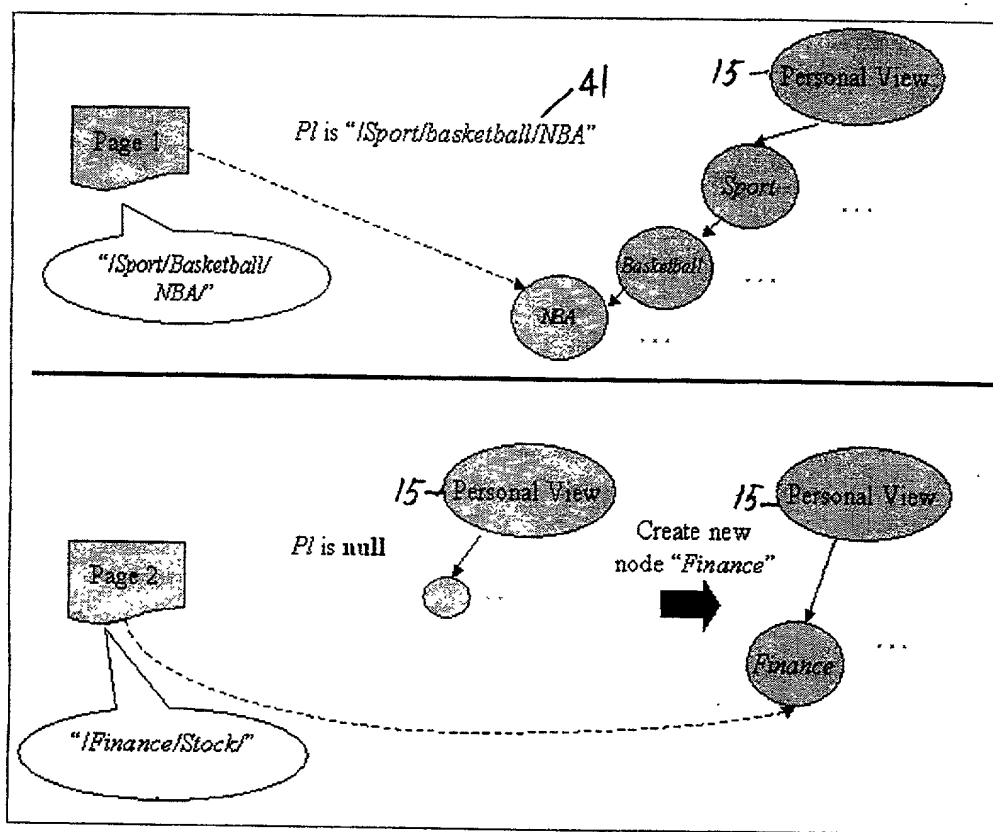 15
Personal View
41
Pl is "/Sport/basketball/NBA"
Page 1
Sport
...
"/Sport/Basketball/
NBA/"
Basketball
...
NBA
...
15
Personal View
15
Personal View
Pl is null
Create new
node "Finance"
Page 2
...
...
Finance
"/Finance/Stock/"